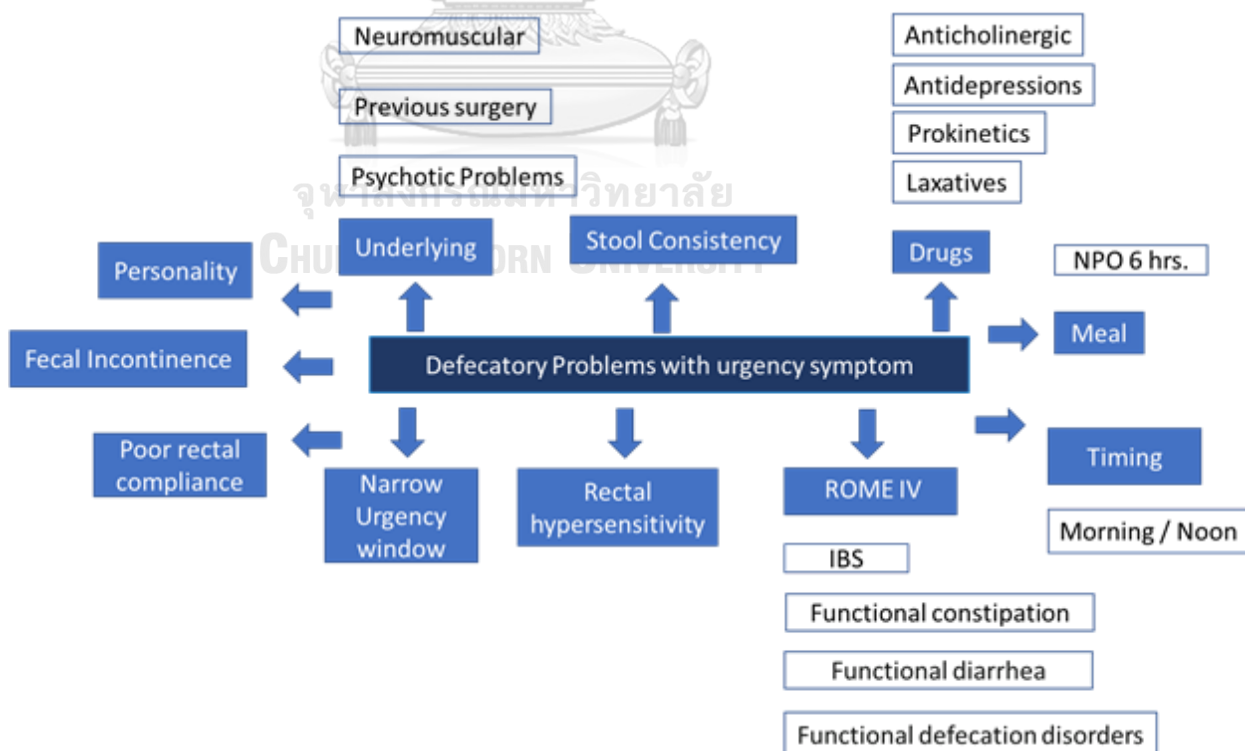 Neuromuscular
Previous surgery
Psychotic Problems
Anticholinergic
Antidepressions
Prokinetics
Laxatives
จุฬาลงกรณ์มหาวิทยาลัย
CHULALONGKORN UNIVERSITY
Personality
Underlying
Stool Consistency
Drugs
NPO 6 hrs.
Meal
Fecal Incontinence
Defecatory Problems with urgency symptom
Poor rectal
compliance
Narrow
Urgency
window
Rectal
hypersensitivity
ROME IV
Timing
Morning / Noon
IBS
Functional constipation
Functional diarrhea
Functional defecation disorders